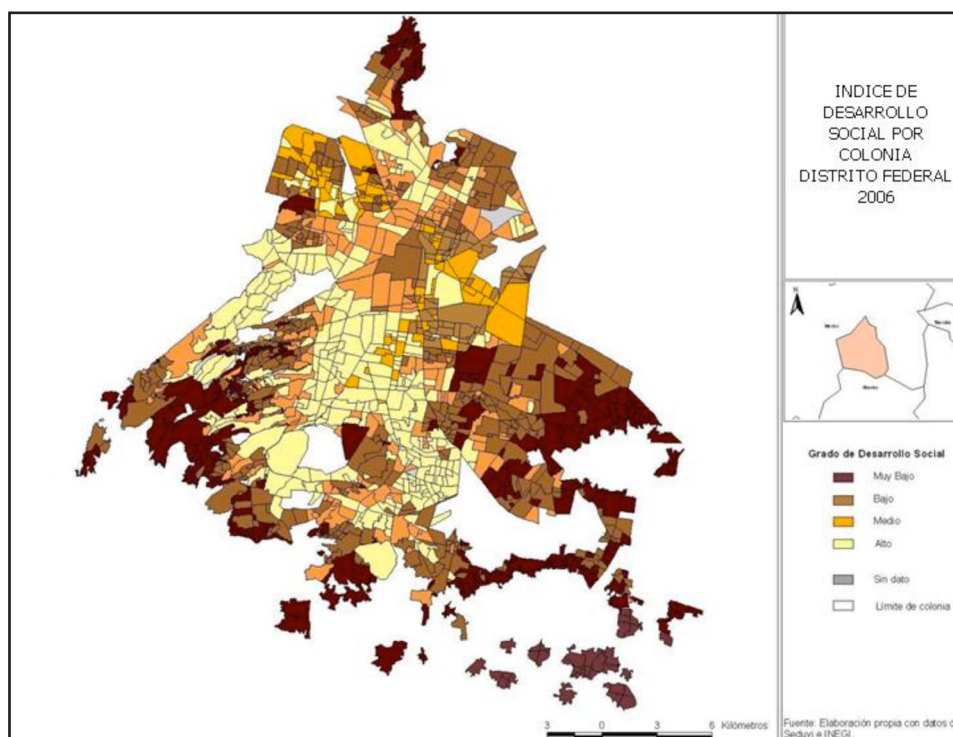 INDICE DE
DESARROLLO
SOCIAL POR
COLONIA
DISTRITO FEDERAL
2006
N
Grado de Desarrollo Social
Muy Bajo
Bajo
Medio
Alto
Sin dato
Límite de colonia
3 0 3 6 Kilómetros
Fuente: Elaboración propia con datos d
Seduvi e INEGI.